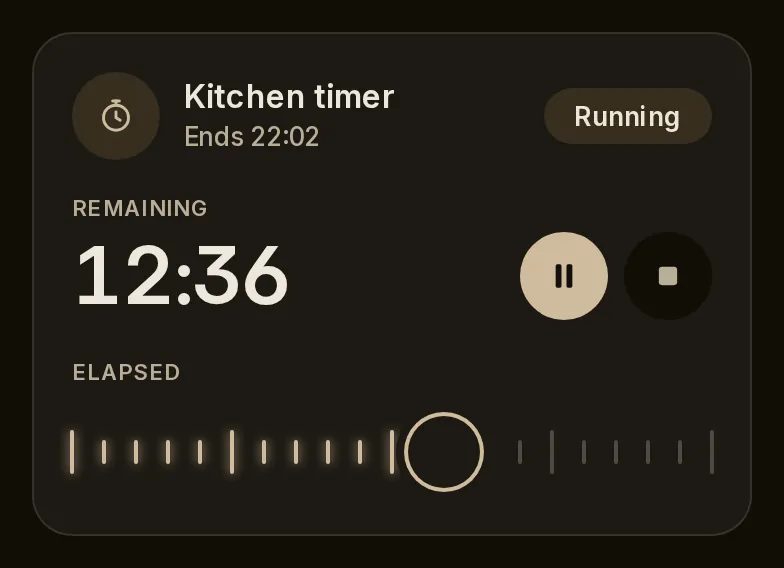 Kitchen timer
Ends 22:02
Running
REMAINING
12:36
ELAPSED